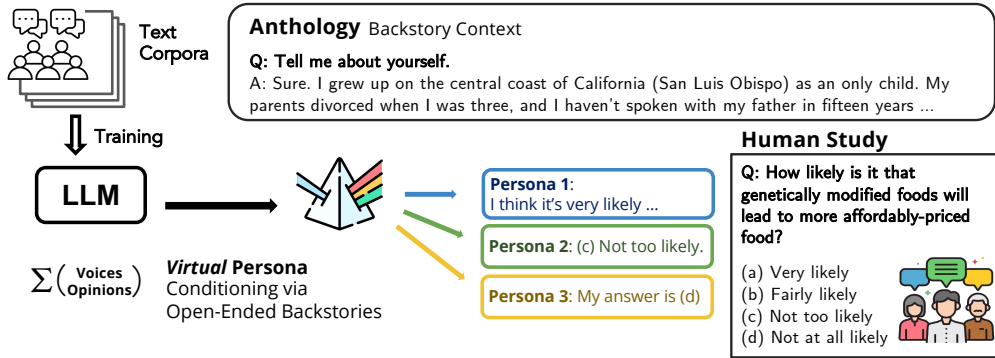 Text
Corpora
Anthology Backstory Context
Q: Tell me about yourself.
A: Sure. I grew up on the central coast of California (San Luis Obispo) as an only child. My
parents divorced when I was three, and I haven't spoken with my father in fifteen years ...
Training
LLM
∑(Voices
Opinions)
Virtual Persona
Conditioning via
Open-Ended Backstories
Persona 1:
I think it's very likely ...
Persona 2: (c) Not too likely.
Persona 3: My answer is (d)
Human Study
Q: How likely is it that
genetically modified foods will
lead to more affordably-priced
food?
(a) Very likely
(b) Fairly likely
(c) Not too likely
(d) Not at all likely